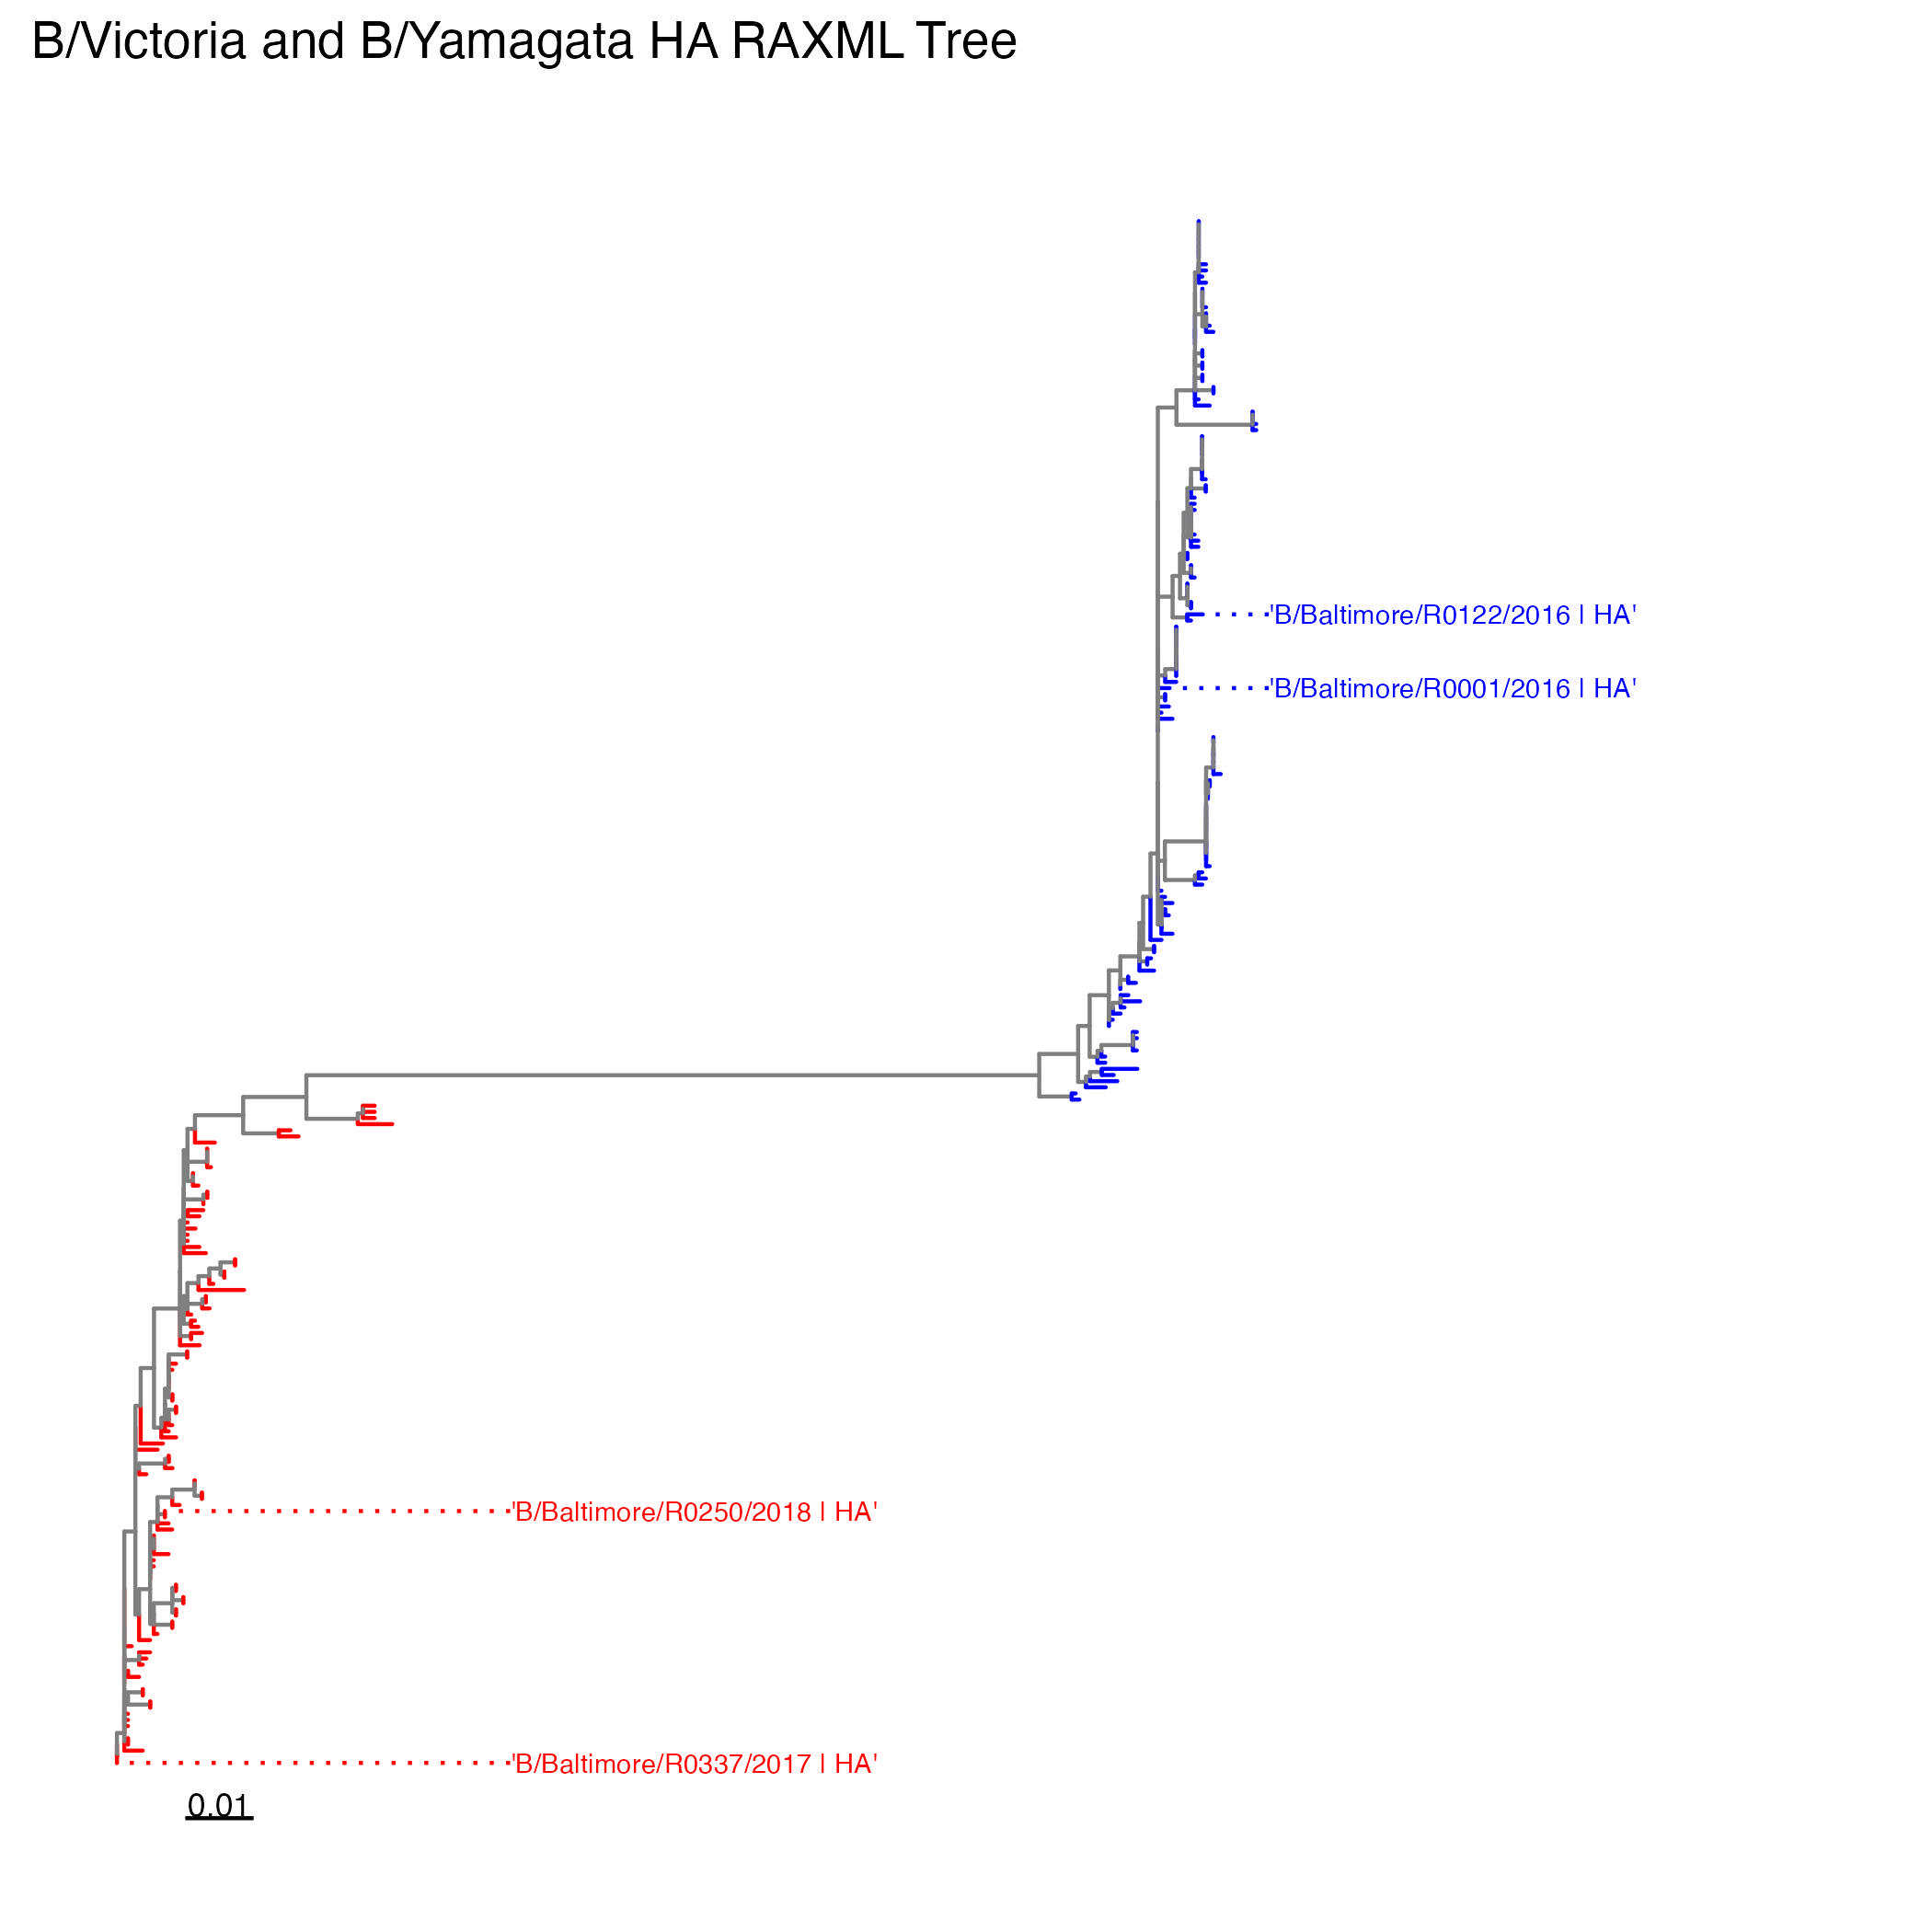 B/Victoria and B/Yamagata HA RAXML Tree
'B/Baltimore/R0122/2016 | HA'
'B/Baltimore/R0001/2016 | HA'
'B/Baltimore/R0250/2018 | HA'
'B/Baltimore/R0337/2017 | HA'
0.01